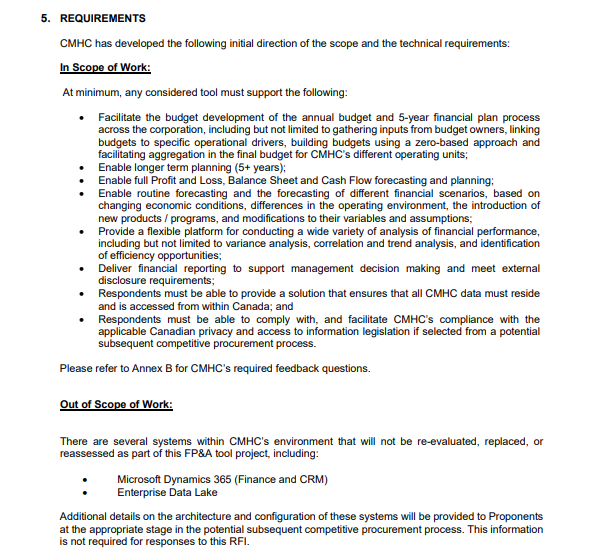 5. REQUIREMENTS
CMHC has developed the following initial direction of the scope and the technical requirements:
In Scope of Work:
At minimum, any considered tool must support the following:
• Facilitate the budget development of the annual budget and 5-year financial plan process
across the corporation, including but not limited to gathering inputs from budget owners, linking
budgets to specific operational drivers, building budgets using a zero-based approach and
facilitating aggregation in the final budget for CMHC's different operating units;
• Enable longer term planning (5+ years);
• Enable full Profit and Loss, Balance Sheet and Cash Flow forecasting and planning;
• Enable routine forecasting and the forecasting of different financial scenarios, based on
changing economic conditions, differences in the operating environment, the introduction of
new products / programs, and modifications to their variables and assumptions;
• Provide a flexible platform for conducting a wide variety of analysis of financial performance,
including but not limited to variance analysis, correlation and trend analysis, and identification
of efficiency opportunities;
• Deliver financial reporting to support management decision making and meet external
disclosure requirements;
• Respondents must be able to provide a solution that ensures that all CMHC data must reside
and is accessed from within Canada; and
• Respondents must be able to comply with, and facilitate CMHC's compliance with the
applicable Canadian privacy and access to information legislation if selected from a potential
subsequent competitive procurement process.
Please refer to Annex B for CMHC's required feedback questions.
Out of Scope of Work:
There are several systems within CMHC's environment that will not be re-evaluated, replaced, or
reassessed as part of this FP&A tool project, including:
• Microsoft Dynamics 365 (Finance and CRM)
• Enterprise Data Lake
Additional details on the architecture and configuration of these systems will be provided to Proponents
at the appropriate stage in the potential subsequent competitive procurement process. This information
is not required for responses to this RFI.